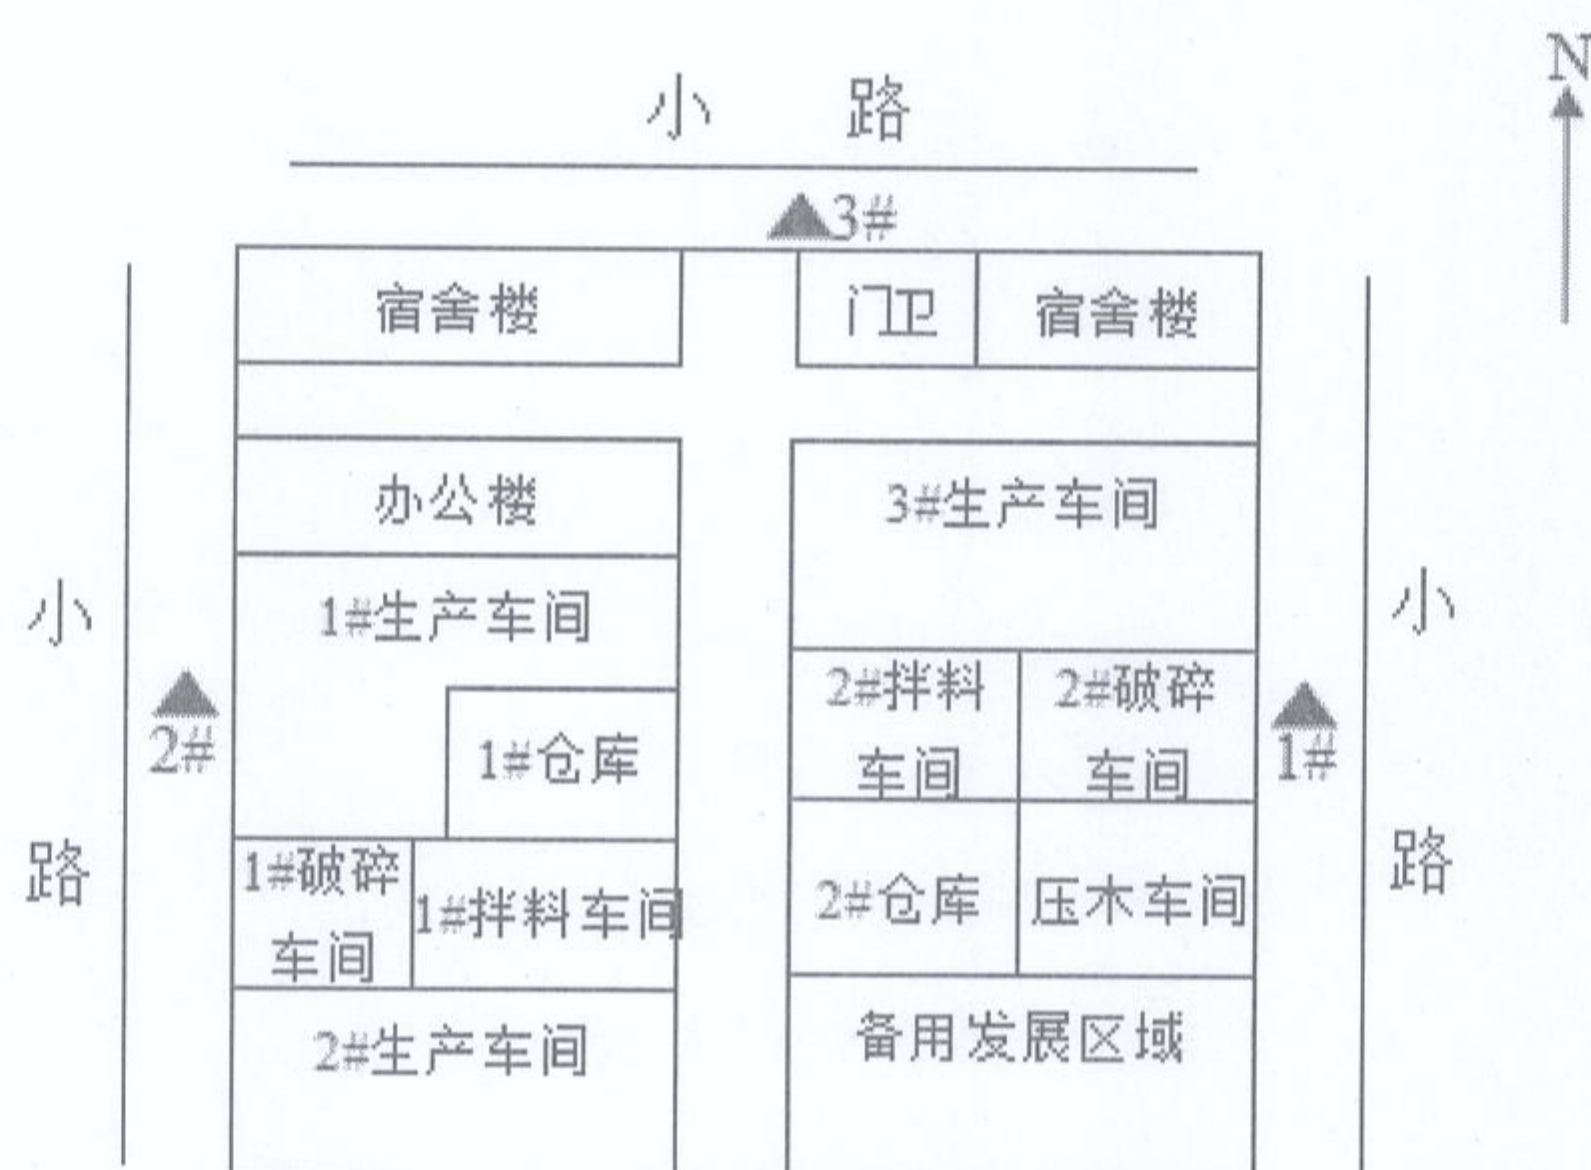 N
小 路
3#
宿舍楼
门卫
宿舍楼
办公楼
3#生产车间
1#生产车间
小
路
2#
小
路
1#
2#拌料
车间
2#破碎
车间
1#仓库
1#破碎
车间
1#拌料车间
2#仓库
压木车间
2#生产车间
备用发展区域